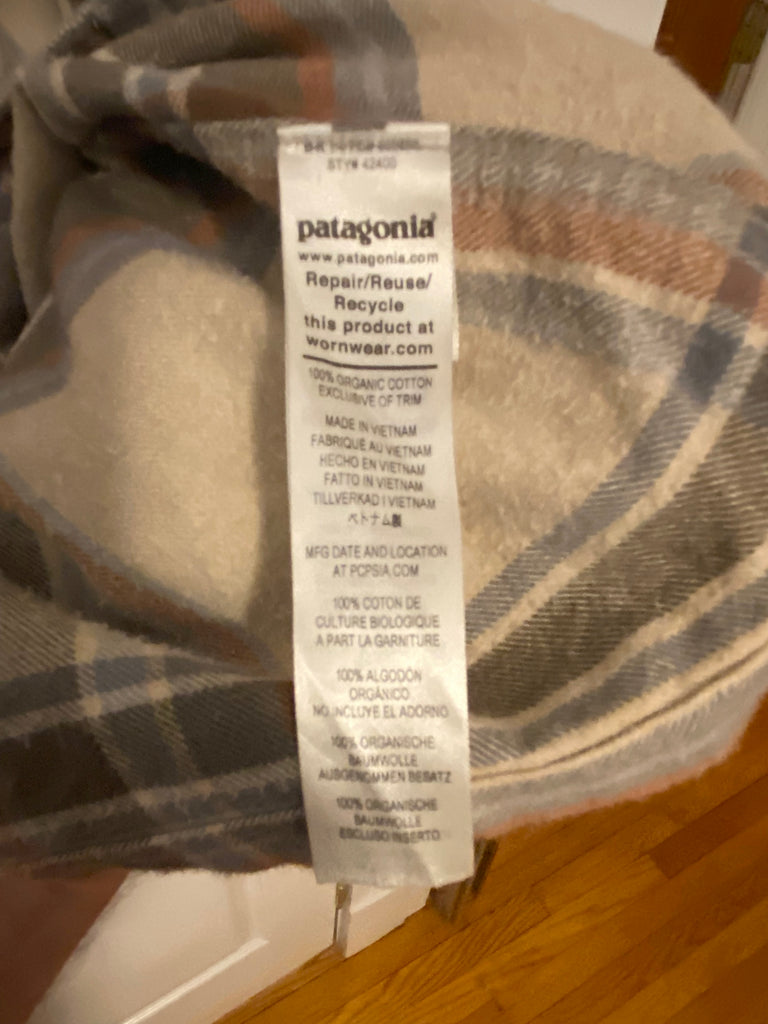 STY# 42400
patagonia®
www.patagonia.com
Repair/Reuse/
Recycle
this product at
wornwear.com
100% ORGANIC COTTON
EXCLUSIVE OF TRIM
MADE IN VIETNAM
FABRIQUE AU VIETNAM
HECHO EN VIETNAM
FATTO IN VIETNAM
TILLVERKAD I VIETNAM
ベトナム製
MFG DATE AND LOCATION
AT PCPSIA.COM
100% COTON DE
CULTURE BIOLOGIQUE
A PART LA GARNITURE
100% ALGODÓN
ORGÁNICO
NO INCLUYE EL ADORNO
100% ORGANISCHE
BAUMWOLLE
AUSGENOMMEN BESATZ
100% ORGANISCHE
BAUMWOLLE
ESCLUSO INSERTO